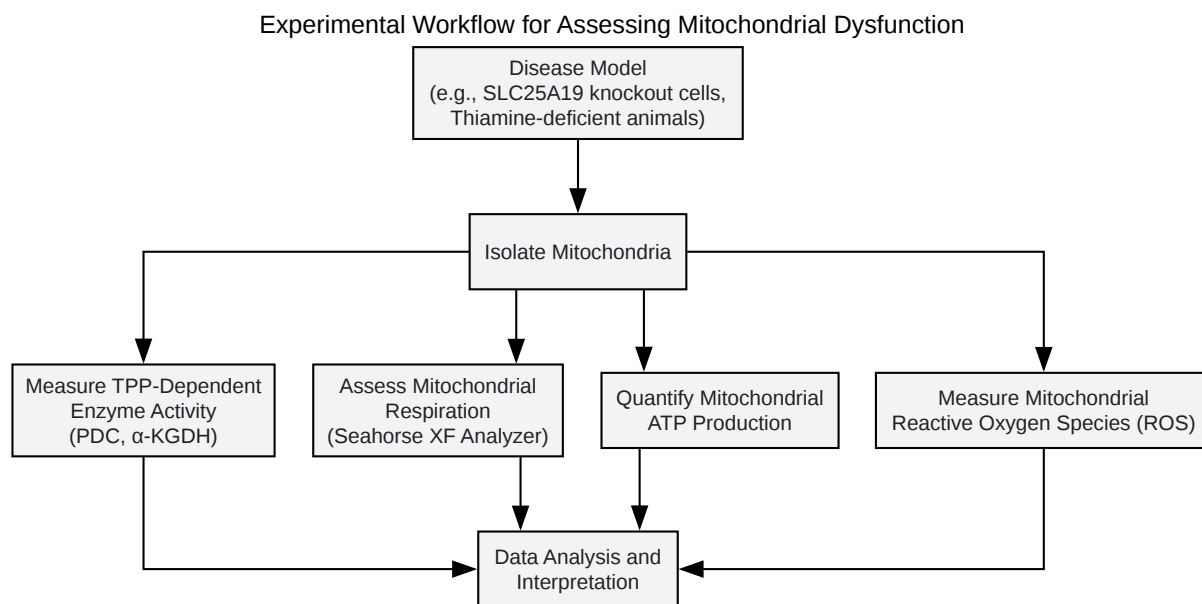 Experimental Workflow for Assessing Mitochondrial Dysfunction
Disease Model
(e.g., SLC25A19 knockout cells,
Thiamine-deficient animals)
Isolate Mitochondria
Measure TPP-Dependent
Enzyme Activity
(PDC, α-KGDH)
Assess Mitochondrial
Respiration
(Seahorse XF Analyzer)
Quantify Mitochondrial
ATP Production
Measure Mitochondrial
Reactive Oxygen Species (ROS)
Data Analysis and
Interpretation